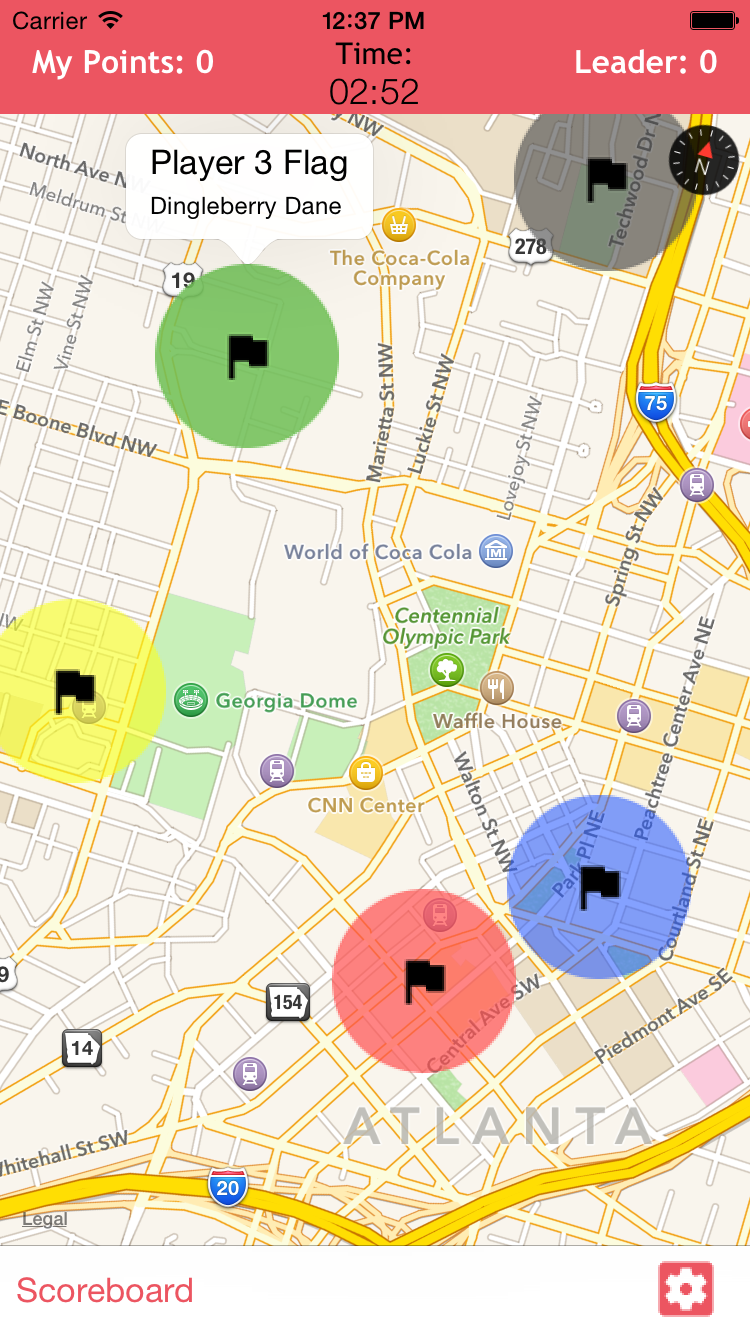 Carrier 12:37 PM
My Points: 0
Time:
02:52
Leader: 0
Player 3 Flag
Dingleberry Dane
North Ave N
Meldrum St
y NW
Techwood Dr N
N
278
19
The Coca-Cola
Company
Elm St NW
Vine St NW
Marietta St NW
Luckie St NW
Lovejoy St NW
75
E Boone Blvd NW
World of Coca Cola
Spring St NW
Centennial
Olympic Park
Georgia Dome
Waffle House
CNN Center
Walton St NW
Peachtree Center Ave NE
Park Pl NE
Courtland St NE
9
154
14
Central Ave SW
Piedmont Ave SE
ATLANTA
Whitehall St SW
20
Legal
Scoreboard